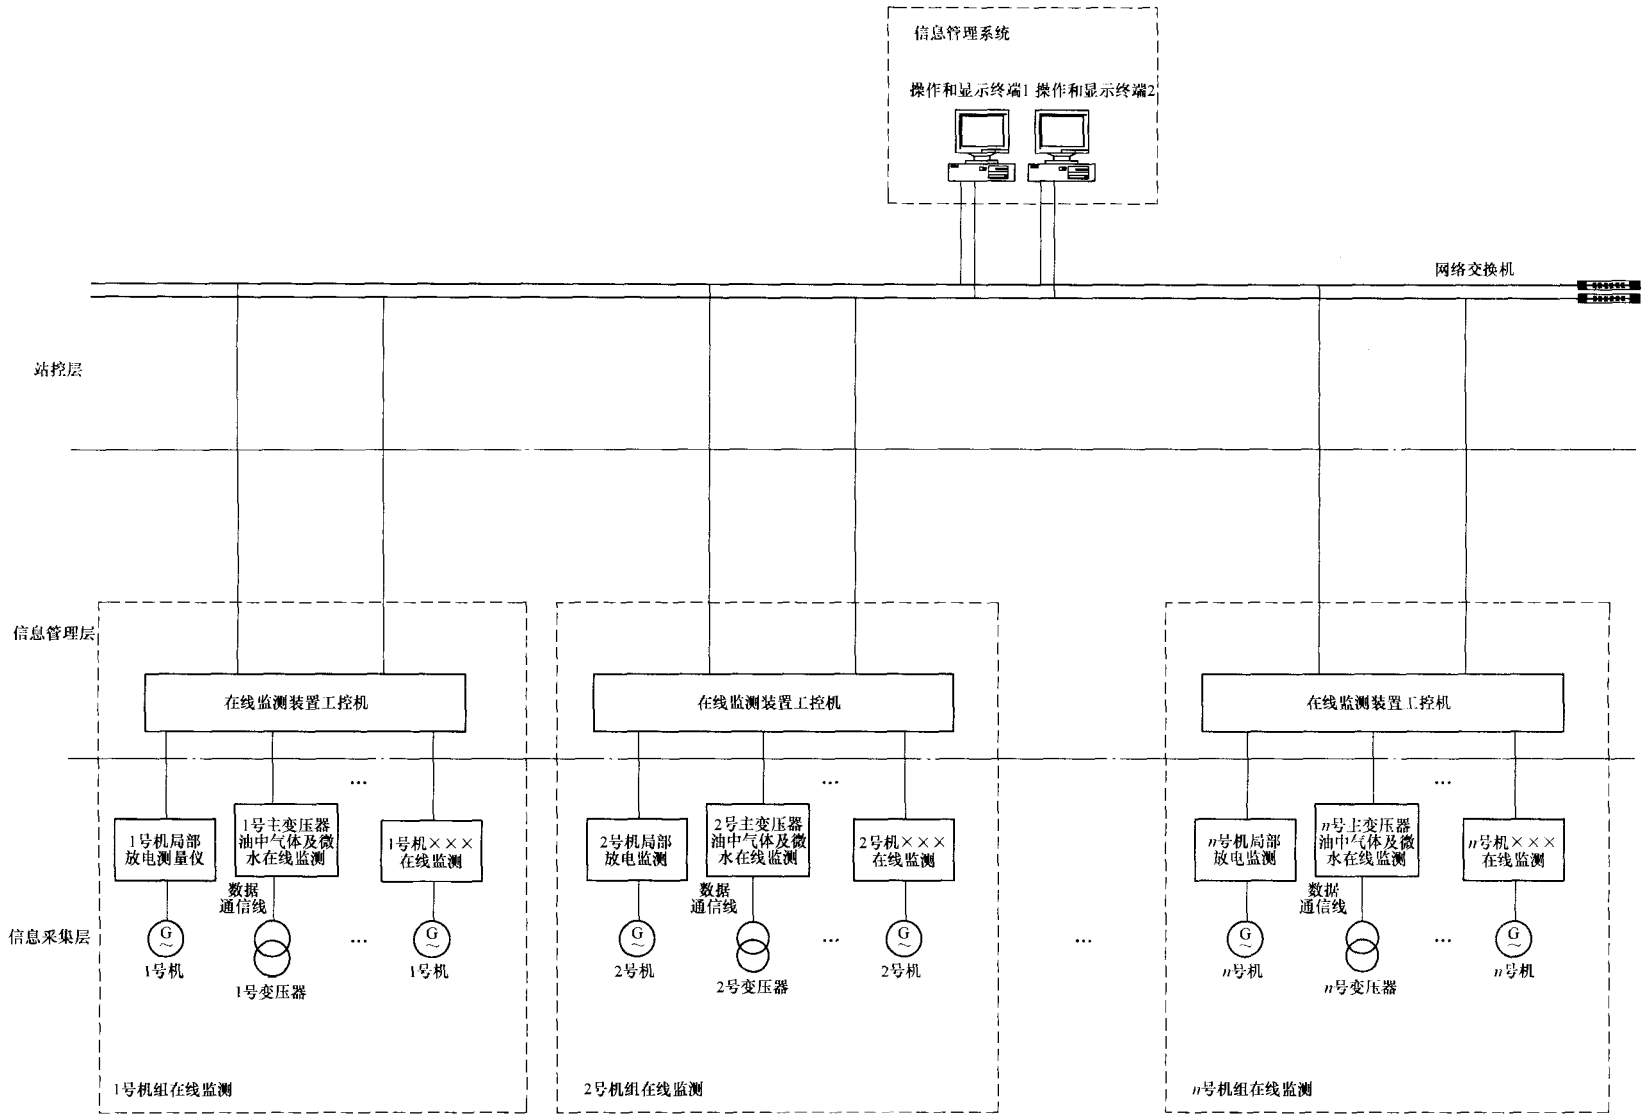 信息管理系统
操作和显示终端1 操作和显示终端2
网络交换机
站控层
信息管理层
在线监测装置工控机
在线监测装置工控机
在线监测装置工控机
…
…
…
1号机局部
放电测量仪
1号主变压器
油中气体及微
水在线监测
1号机×××
在线监测
2号机局部
放电监测
2号主变压器
油中气体及微
水在线监测
2号机×××
在线监测
n号机局部
放电监测
n号主变压器
油中气体及微
水在线监测
n号机×××
在线监测
数据
通信线
数据
通信线
数据
通信线
信息采集层
G
~
…
G
~
G
~
…
G
~
…
G
~
…
G
~
1号机
1号变压器
1号机
2号机
2号变压器
2号机
n号机
n号变压器
n号机
1号机组在线监测
2号机组在线监测
n号机组在线监测